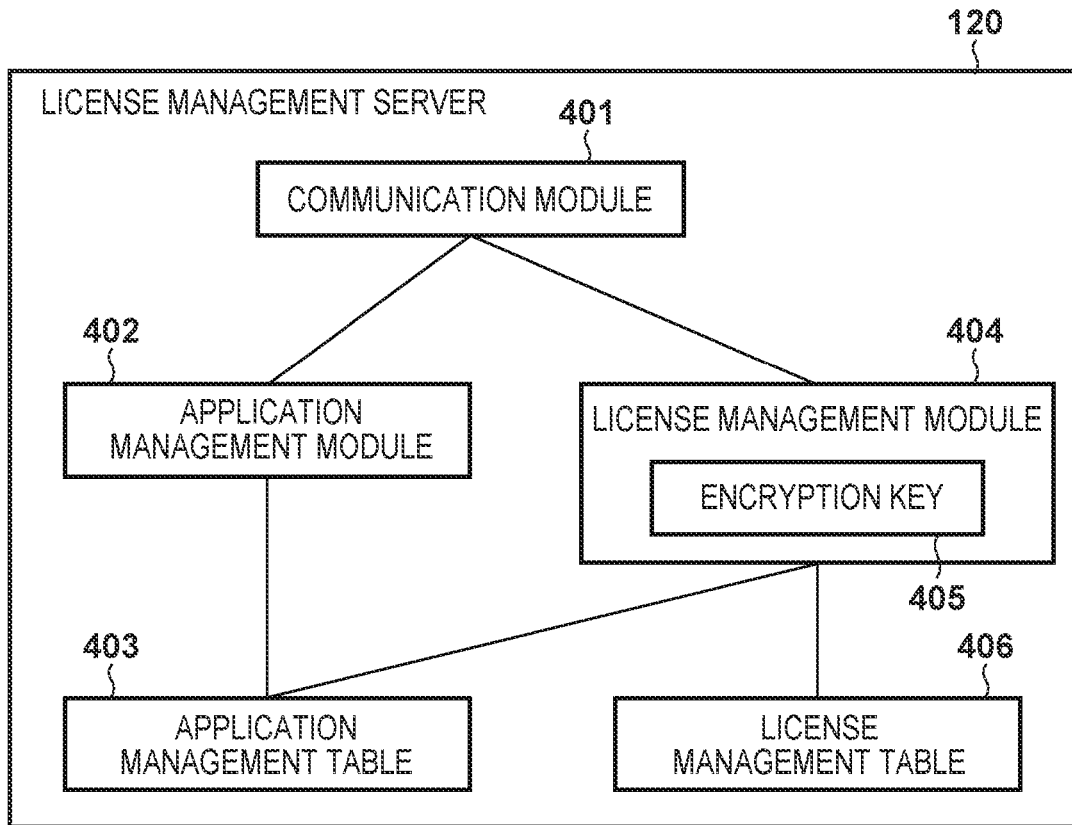 120
LICENSE MANAGEMENT SERVER
401
COMMUNICATION MODULE
402
APPLICATION
MANAGEMENT MODULE
404
LICENSE MANAGEMENT MODULE
ENCRYPTION KEY
405
403
APPLICATION
MANAGEMENT TABLE
406
LICENSE
MANAGEMENT TABLE